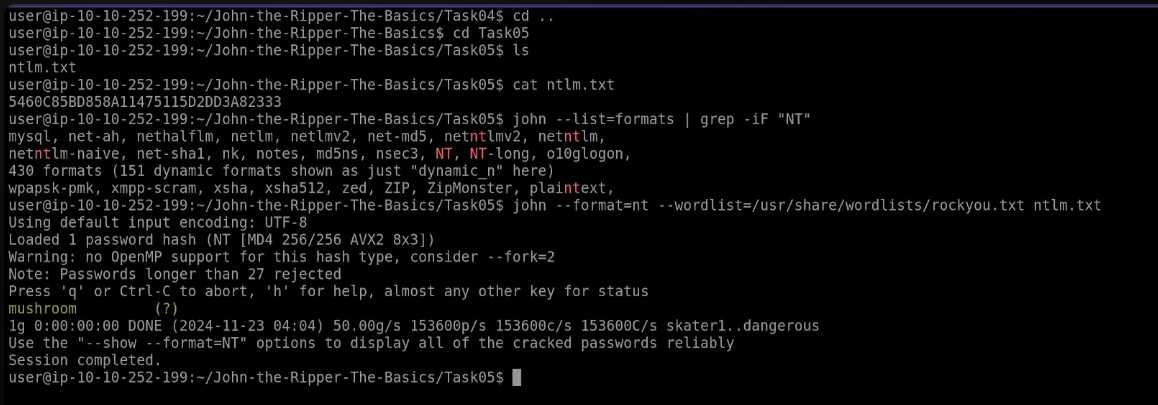 user@ip-10-10-252-199:~/John-the-Ripper-The-Basics/Task04$ cd ..
user@ip-10-10-252-199:~/John-the-Ripper-The-Basics$ cd Task05
user@ip-10-10-252-199:~/John-the-Ripper-The-Basics/Task05$ ls
ntlm.txt
user@ip-10-10-252-199:~/John-the-Ripper-The-Basics/Task05$ cat ntlm.txt
5460C85BD858A11475115D2DD3A82333
user@ip-10-10-252-199:~/John-the-Ripper-The-Basics/Task05$ john --list=formats | grep -iF "NT"
mysql, net-ah, nethalflm, netlm, netlmv2, net-md5, netntlmv2, netntlm,
netntlm-naive, net-sha1, nk, notes, md5ns, nsec3, NT, NT-long, o10glogon,
430 formats (151 dynamic formats shown as just "dynamic_n" here)
wpapsk-pmk, xmpp-scram, xsha, xsha512, zed, ZIP, ZipMonster, plaintext,
user@ip-10-10-252-199:~/John-the-Ripper-The-Basics/Task05$ john --format=nt --wordlist=/usr/share/wordlists/rockyou.txt ntlm.txt
Using default input encoding: UTF-8
Loaded 1 password hash (NT [MD4 256/256 AVX2 8x3])
Warning: no OpenMP support for this hash type, consider --fork=2
Note: Passwords longer than 27 rejected
Press 'q' or Ctrl-C to abort, 'h' for help, almost any other key for status
mushroom (?)
1g 0:00:00:00 DONE (2024-11-23 04:04) 50.00g/s 153600p/s 153600c/s 153600C/s skater1..dangerous
Use the "--show --format=NT" options to display all of the cracked passwords reliably
Session completed.
user@ip-10-10-252-199:~/John-the-Ripper-The-Basics/Task05$